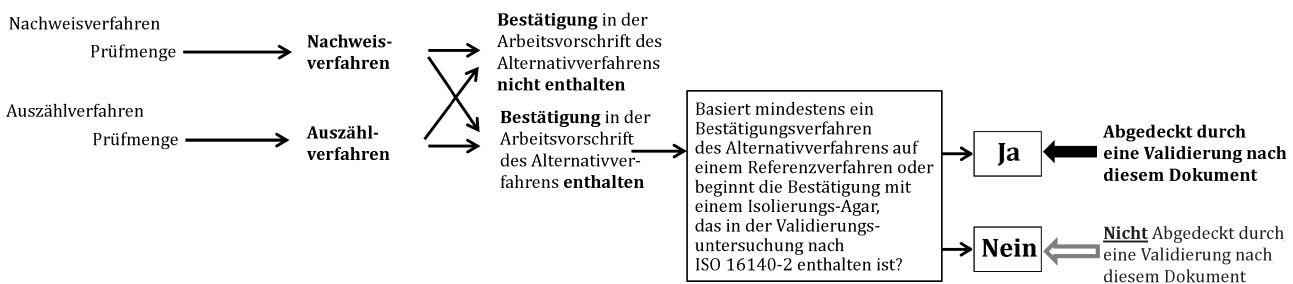 Nachweisverfahren
Prüfmenge
Nachweis-
verfahren
Auszählverfahren
Prüfmenge
Auszähl-
verfahren
Bestätigung in der
Arbeitsvorschrift des
Alternativverfahrens
nicht enthalten
Bestätigung in der
Arbeitsvorschrift
des Alternativver-
fahrens enthalten
Basiert mindestens ein
Bestätigungsverfahren
des Alternativverfahrens auf
einem Referenzverfahren oder
beginnt die Bestätigung mit
einem Isolierungs-Agar,
das in der Validierungs-
untersuchung nach
ISO 16140-2 enthalten ist?
Ja
Abgedeckt durch
eine Validierung nach
diesem Dokument
Nein
Nicht Abgedeckt durch
eine Validierung nach
diesem Dokument